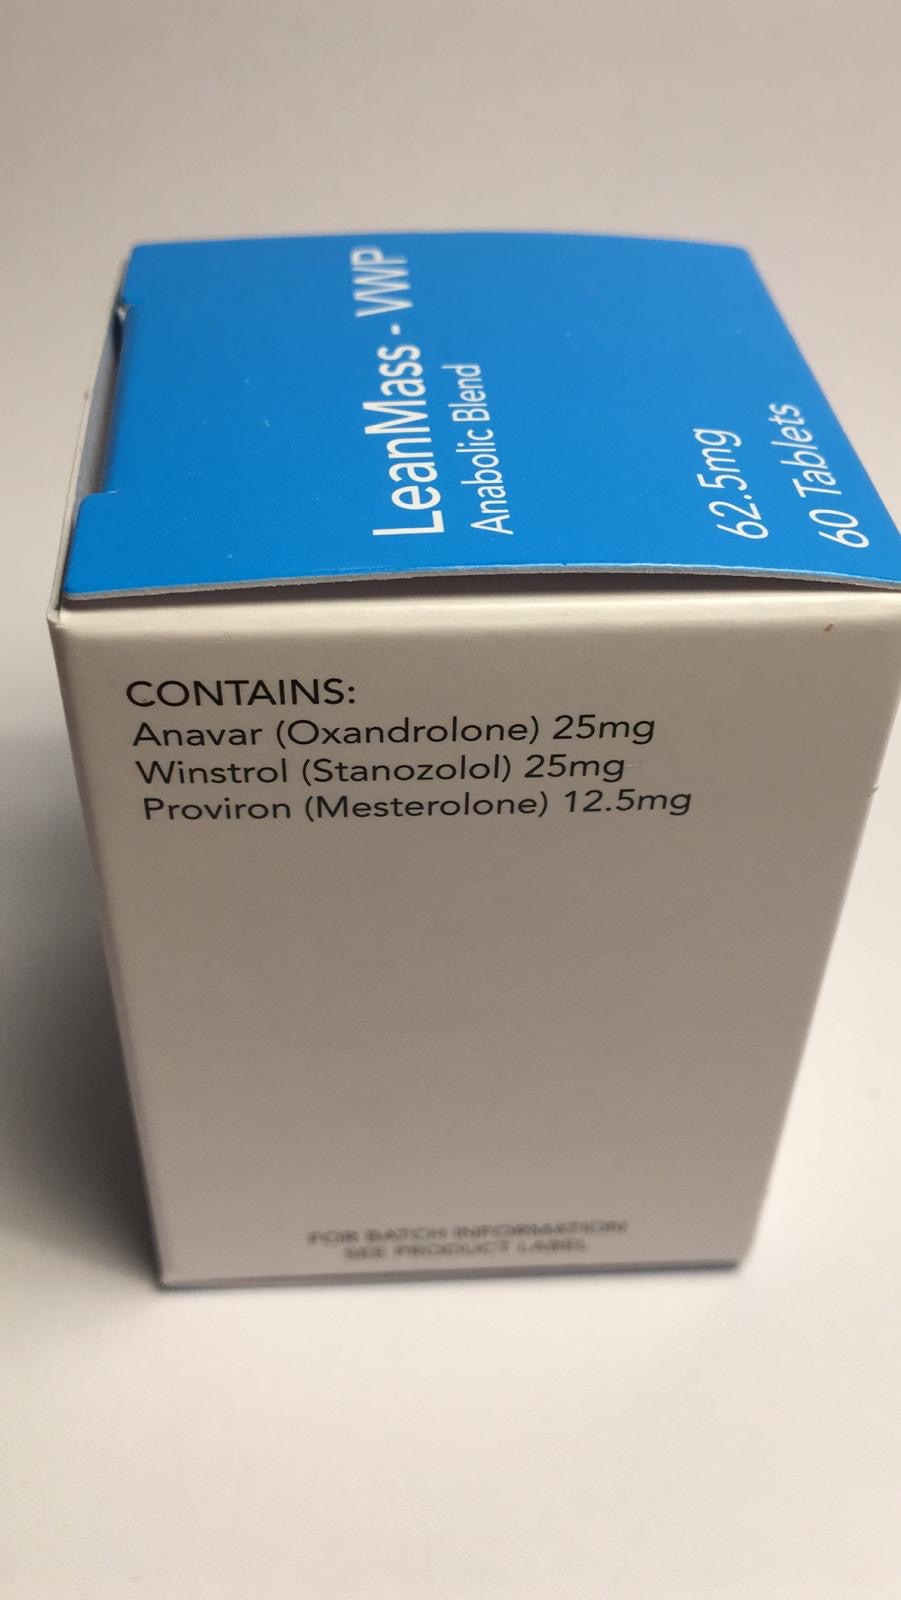 LeanMass - VWP
Anabolic Blend
62.5mg
60 Tablets
CONTAINS:
Anavar (Oxandrolone) 25mg
Winstrol (Stanozolol) 25mg
Proviron (Mesterolone) 12.5mg
FOR BATCH INFORMATION
SEE PRODUCT LABEL